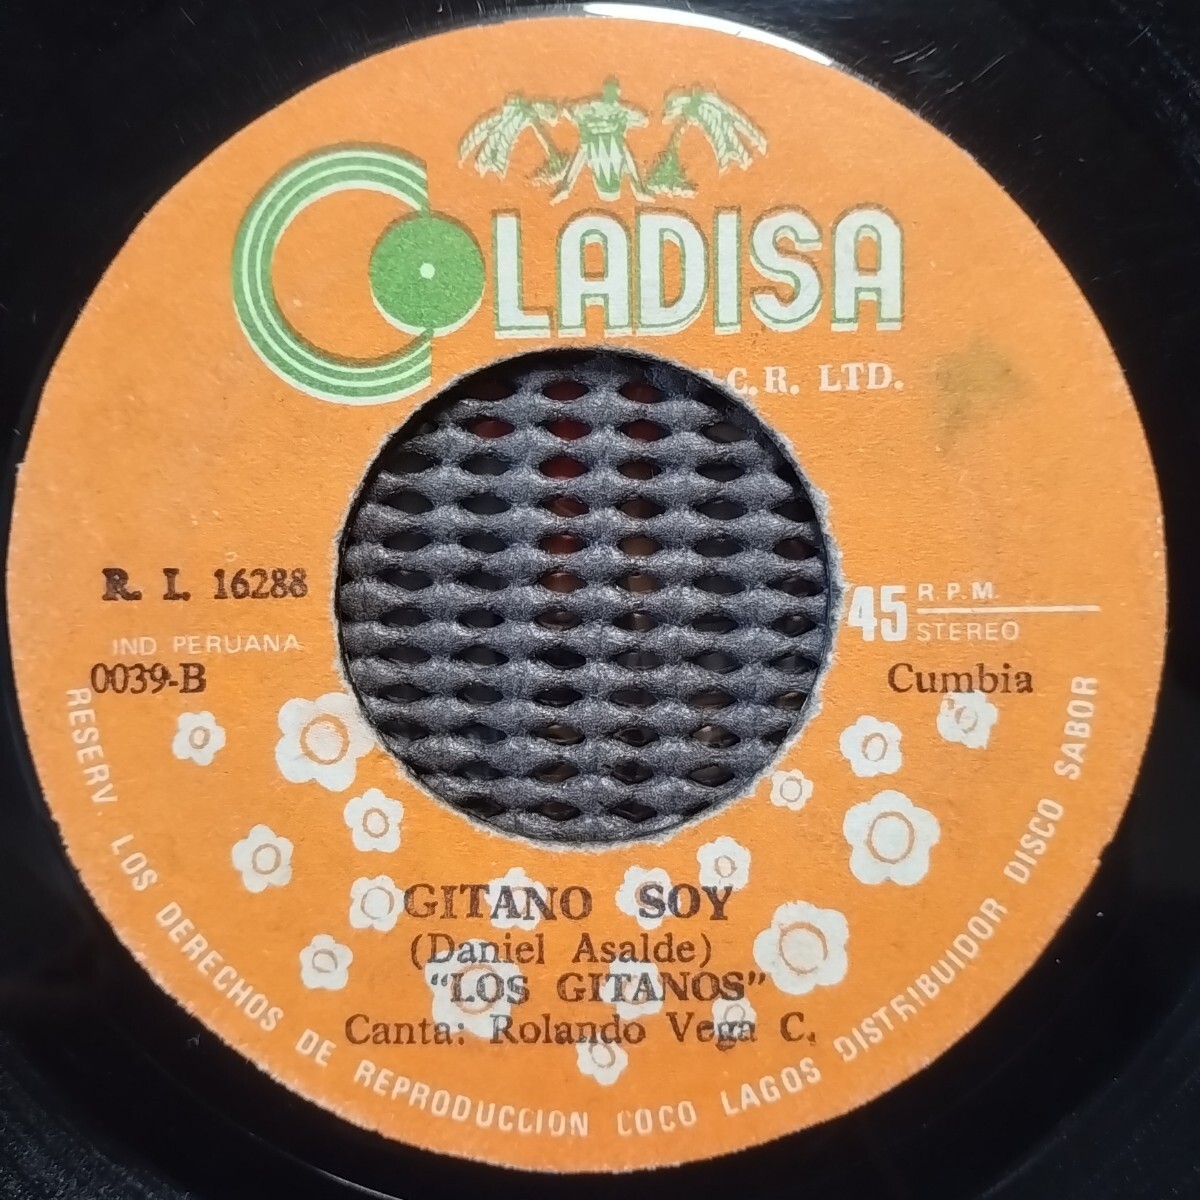 COLADISA
C.R. LTD.
R. I. 16288
IND PERUANA
0039-B
45 R.P.M.
STEREO
Cumbia
GITANO SOY
(Daniel Asalde)
"LOS GITANOS"
Canta: Rolando Vega C.
RESERV. LOS DERECHOS DE REPRODUCCION COCO LAGOS DISTRIBUIDOR DISCO SABOR